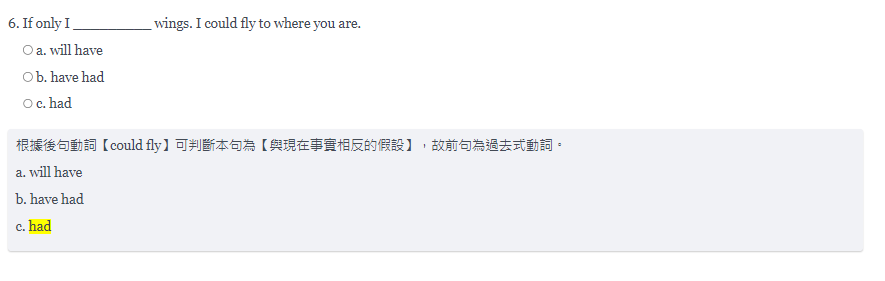 6. If only I ___________ wings. I could fly to where you are.
a. will have
b. have had
c. had
根據後句動詞【could fly】可判斷本句為【與現在事實相反的假設】，故前句為過去式動詞。
a. will have
b. have had
c. had